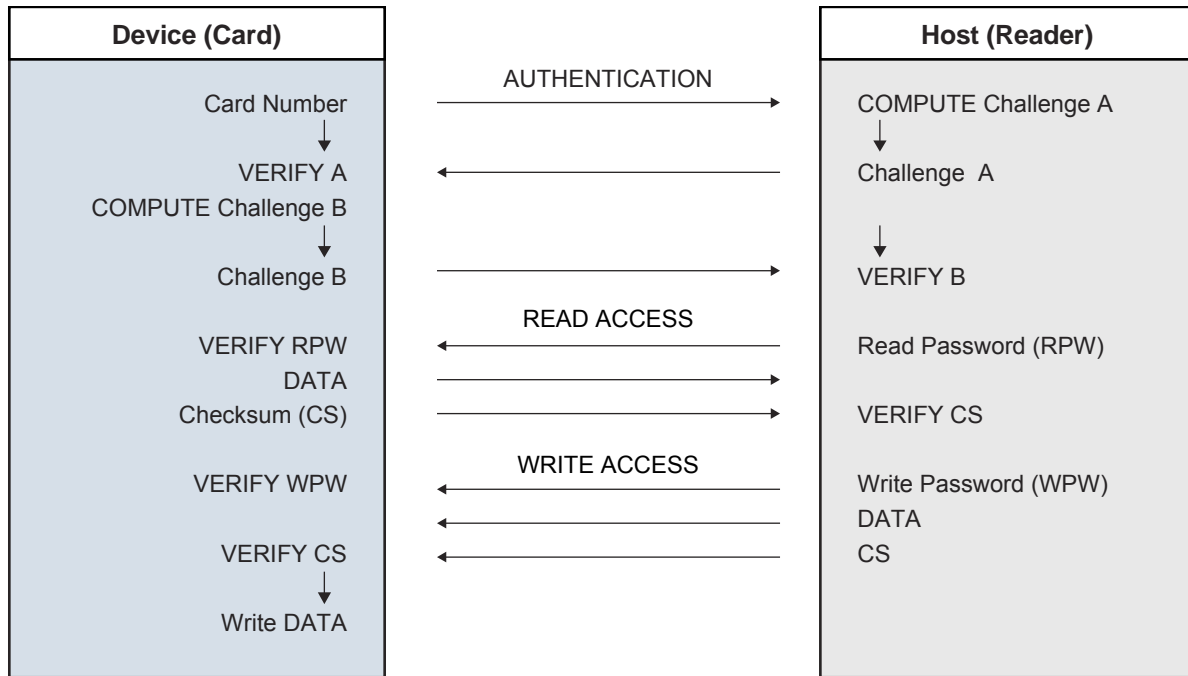 Device (Card)
Host (Reader)
AUTHENTICATION
Card Number
COMPUTE Challenge A
VERIFY A
Challenge A
COMPUTE Challenge B
Challenge B
VERIFY B
READ ACCESS
VERIFY RPW
Read Password (RPW)
DATA
Checksum (CS)
VERIFY CS
WRITE ACCESS
VERIFY WPW
Write Password (WPW)
DATA
VERIFY CS
CS
Write DATA